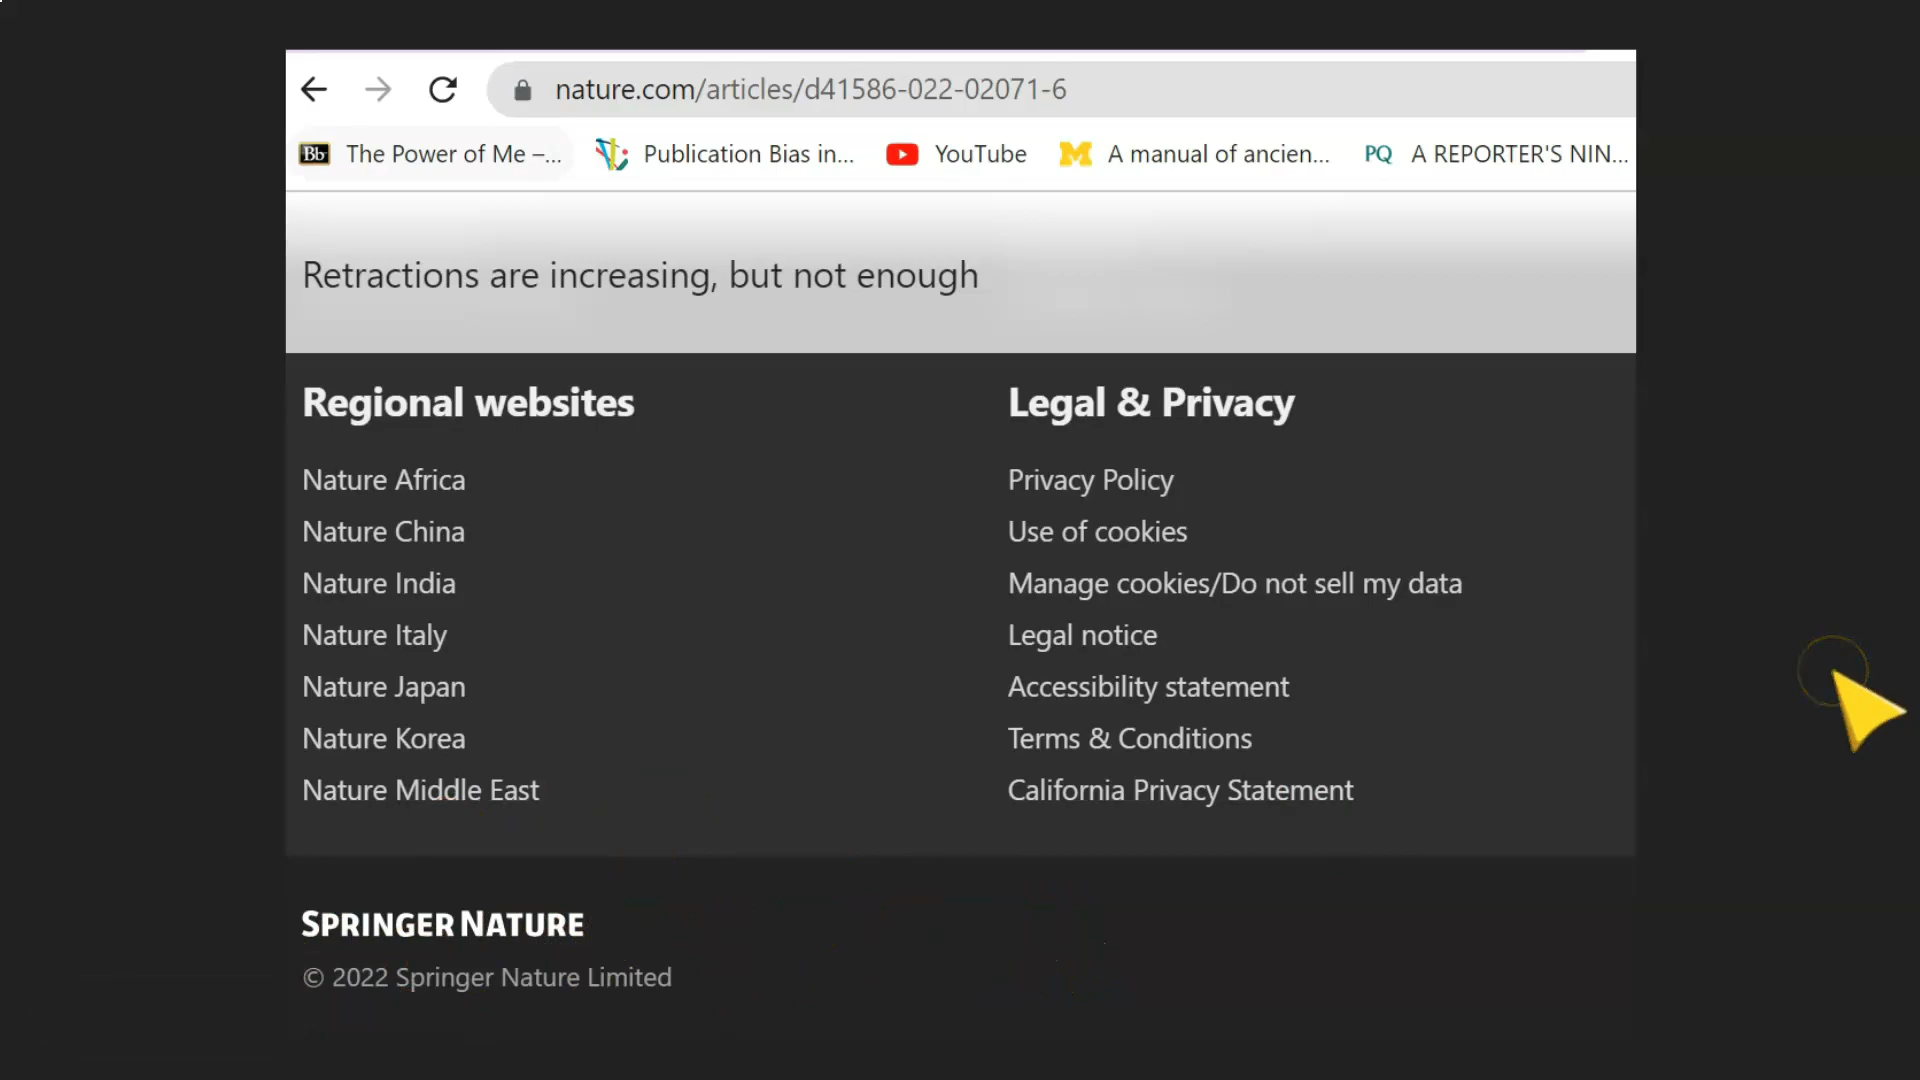 nature.com/articles/d41586-022-02071-6
Bb The Power of Me –... Publication Bias in... YouTube M A manual of ancien... PQ A REPORTER'S NIN...
Retractions are increasing, but not enough
Regional websites
Nature Africa
Nature China
Nature India
Nature Italy
Nature Japan
Nature Korea
Nature Middle East
Legal & Privacy
Privacy Policy
Use of cookies
Manage cookies/Do not sell my data
Legal notice
Accessibility statement
Terms & Conditions
California Privacy Statement
SPRINGER NATURE
© 2022 Springer Nature Limited